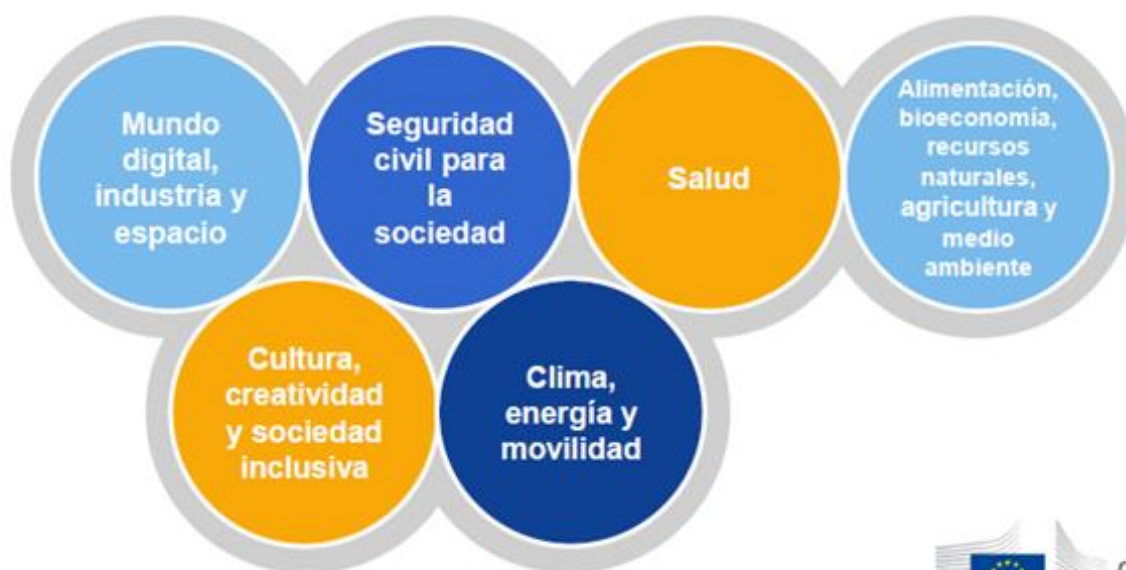 Mundo
digital,
industria y
espacio
Seguridad
civil para
la
sociedad
Salud
Alimentación,
bioeconomía,
recursos
naturales,
agricultura y
medio
ambiente
Cultura,
creatividad
y sociedad
inclusiva
Clima,
energía y
movilidad